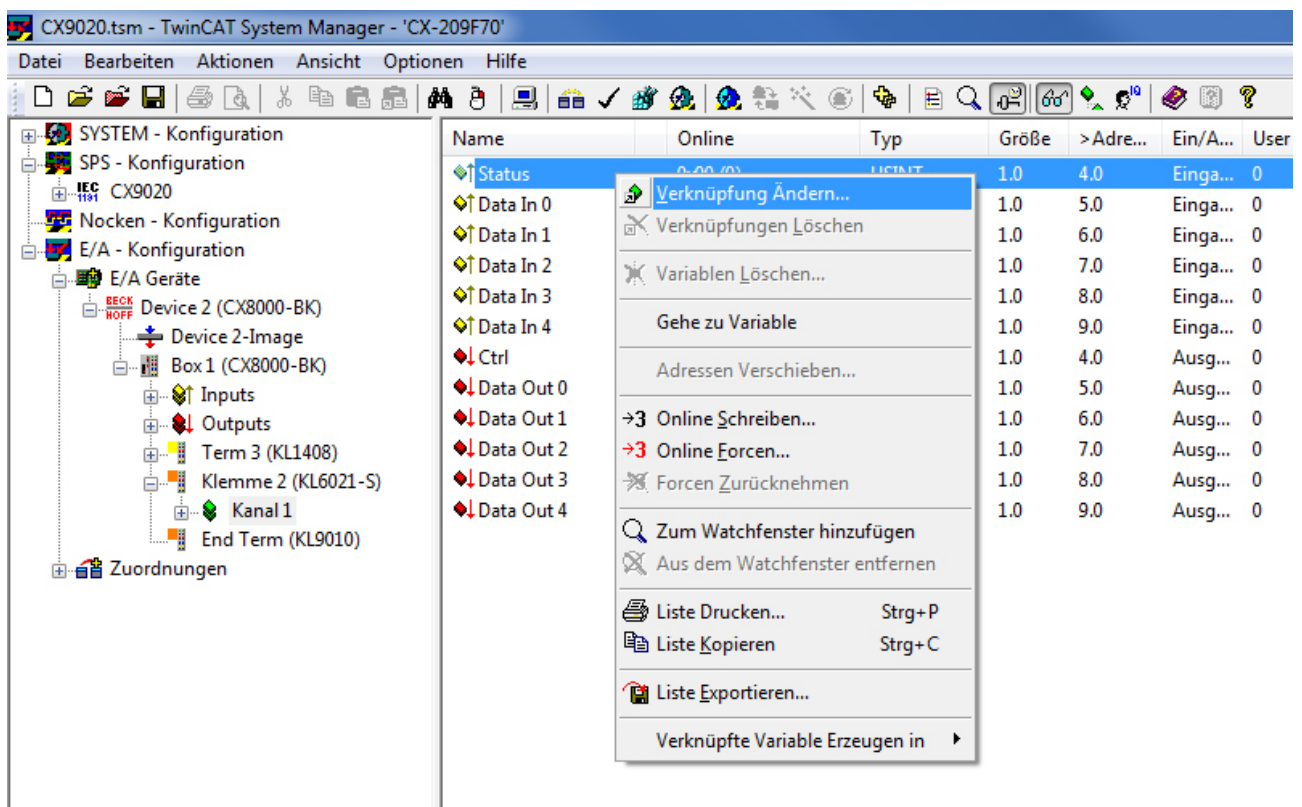 CX9020.tsm - TwinCAT System Manager - 'CX-209F70'
Datei Bearbeiten Aktionen Ansicht Optionen Hilfe
SYSTEM - Konfiguration
SPS - Konfiguration
IEC 1131 CX9020
Nocken - Konfiguration
E/A - Konfiguration
E/A Geräte
BECK HOFF Device 2 (CX8000-BK)
Device 2-Image
Box 1 (CX8000-BK)
Inputs
Outputs
Term 3 (KL1408)
Klemme 2 (KL6021-S)
Kanal 1
End Term (KL9010)
Zuordnungen
Name Online Typ Größe >Adre... Ein/A... User
Status 0x00 (0) USINT 1.0 4.0 Einga... 0
Data In 0 1.0 5.0 Einga... 0
Data In 1 1.0 6.0 Einga... 0
Data In 2 1.0 7.0 Einga... 0
Data In 3 1.0 8.0 Einga... 0
Data In 4 1.0 9.0 Einga... 0
Ctrl 1.0 4.0 Ausg... 0
Data Out 0 1.0 5.0 Ausg... 0
Data Out 1 1.0 6.0 Ausg... 0
Data Out 2 1.0 7.0 Ausg... 0
Data Out 3 1.0 8.0 Ausg... 0
Data Out 4 1.0 9.0 Ausg... 0
Verknüpfung Ändern...
Verknüpfungen Löschen
Variablen Löschen...
Gehe zu Variable
Adressen Verschieben...
→3 Online Schreiben...
→3 Online Forcen...
Forcen Zurücknehmen
Zum Watchfenster hinzufügen
Aus dem Watchfenster entfernen
Liste Drucken... Strg+P
Liste Kopieren Strg+C
Liste Exportieren...
Verknüpfte Variable Erzeugen in